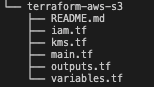 └── terraform-aws-s3
    ├── README.md
    ├── iam.tf
    ├── kms.tf
    ├── main.tf
    ├── outputs.tf
    └── variables.tf